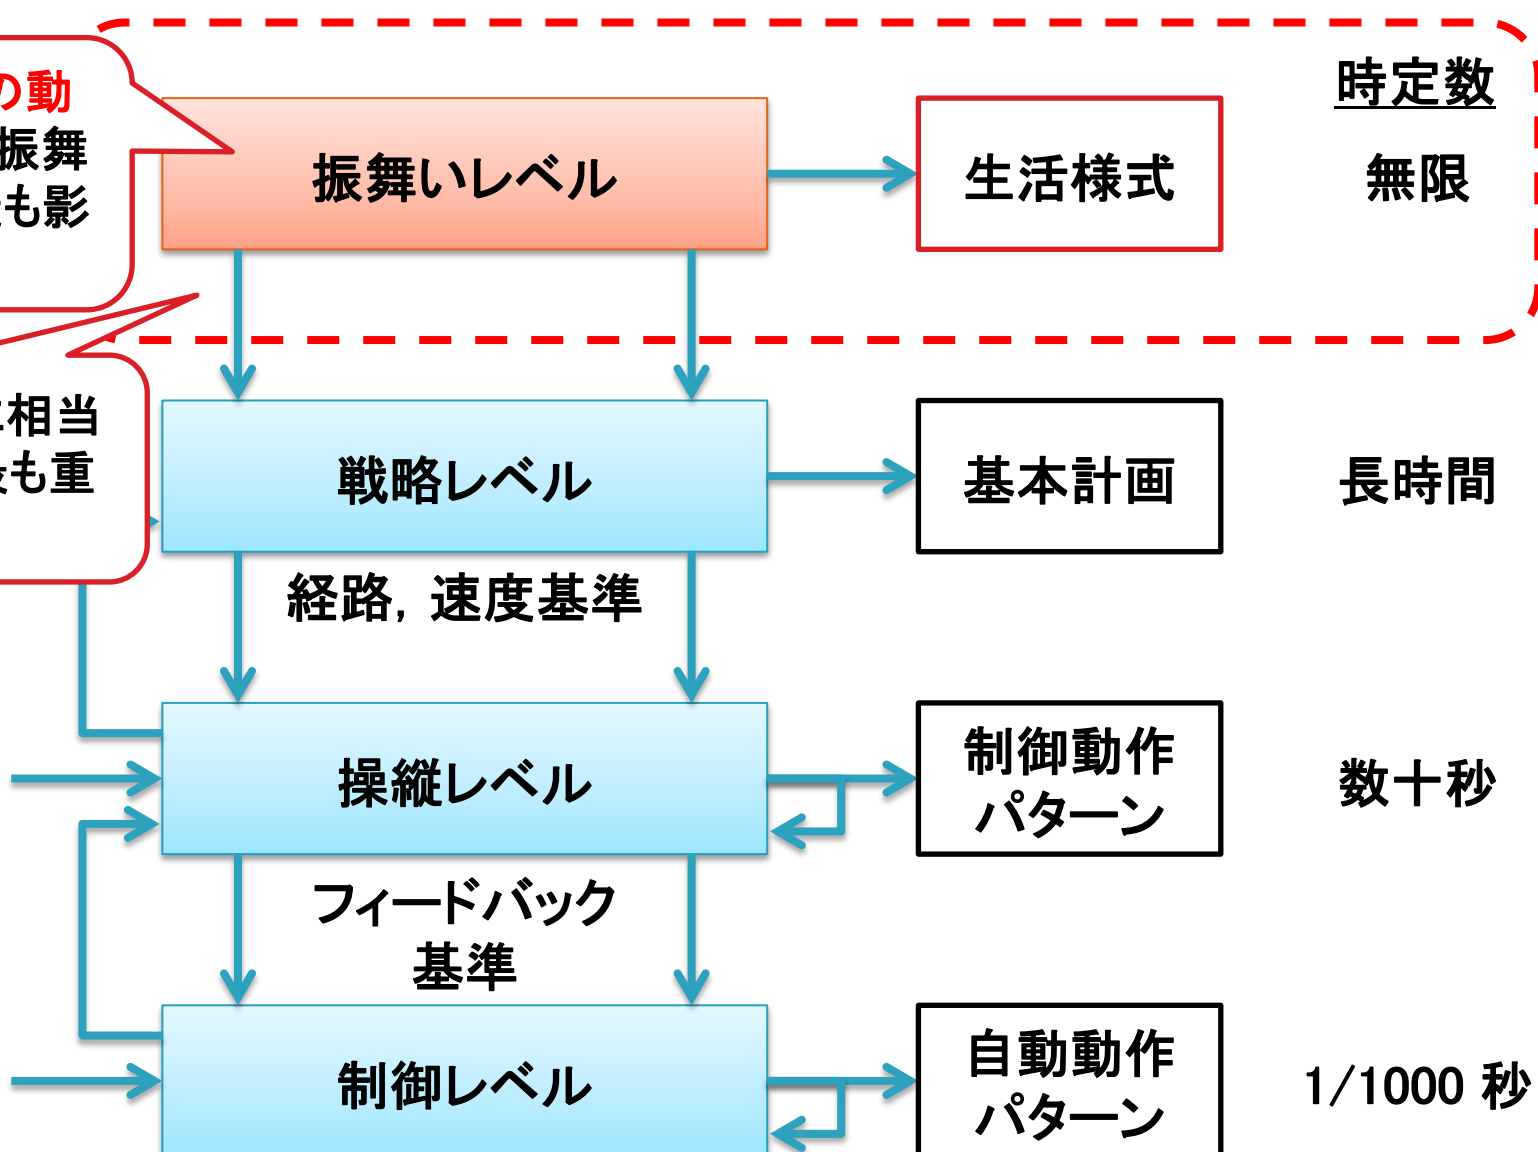 時定数
の動
振舞
も影
振舞いレベル
生活様式
無限
相当
も重
戦略レベル
基本計画
長時間
経路，速度基準
操縦レベル
制御動作
パターン
数十秒
フィードバック
基準
制御レベル
自動動作
パターン
1/1000 秒